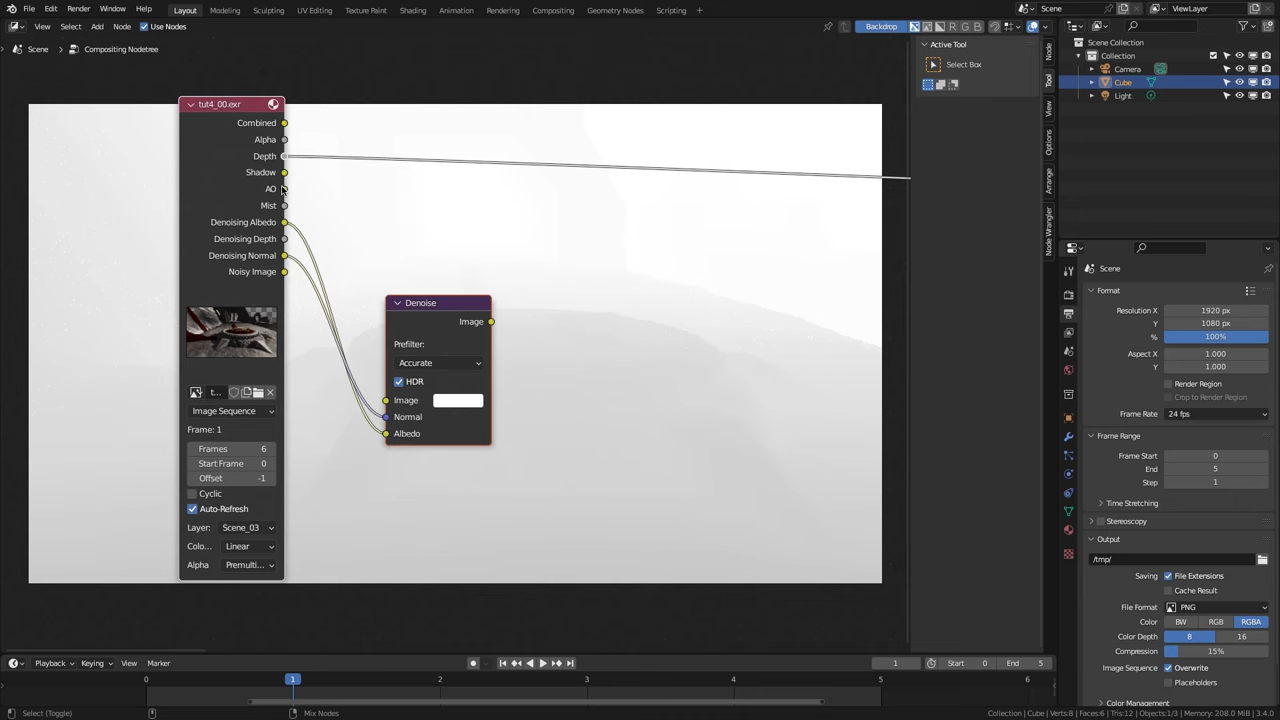 File Edit Render Window Help Layout Modeling Sculpting UV Editing Texture Paint Shading Animation Rendering Compositing Geometry Nodes Scripting Scene ViewLayer
View Select Add Node Use Nodes Backdrop R G B
Scene Compositing Nodetree
Active Tool
Select Box
Node
Tool
View
Options
Arrange
Node Wrangler
Scene Collection
Collection
Camera
Cube
Light
tut4_00.exr
Combined
Alpha
Depth
Shadow
AO
Mist
Denoising Albedo
Denoising Depth
Denoising Normal
Noisy Image
t...
Image Sequence
Frame: 1
Frames 6
Start Frame 0
Offset -1
Cyclic
Auto-Refresh
Layer: Scene_03
Colo... Linear
Alpha Premulti...
Denoise
Image
Prefilter:
Accurate
HDR
Image
Normal
Albedo
Scene
Format
Resolution X 1920 px
Y 1080 px
% 100%
Aspect X 1.000
Y 1.000
Render Region
Crop to Render Region
Frame Rate 24 fps
Frame Range
Frame Start 0
End 5
Step 1
Time Stretching
Stereoscopy
Output
/tmp/
Saving File Extensions
Cache Result
File Format PNG
Color BW RGB RGBA
Color Depth 8 16
Compression 15%
Image Sequence Overwrite
Placeholders
Color Management
Playback Keying View Marker 1 Start 0 End 5
0 1 2 3 4 5 6
Select (Toggle) Mix Nodes Collection | Cube | Verts:8 | Faces:6 | Tris:12 | Objects:1/3 | Memory: 208.0 MiB | 3.4.0